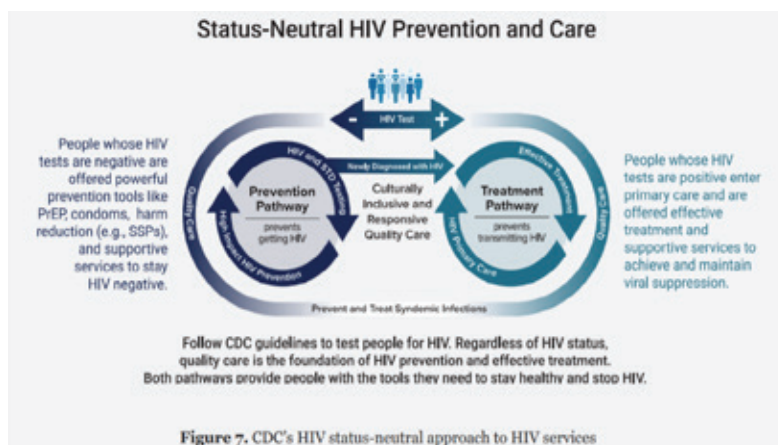 Status-Neutral HIV Prevention and Care
-
HIV Test
+
People whose HIV
tests are negative are
offered powerful
prevention tools like
PrEP, condoms, harm
reduction (e.g., SSPs),
and supportive
services to stay
HIV negative.
Quality Care
HIV and STD Testing
High-Impact HIV Prevention
Prevention
Pathway
prevents
getting HIV
Newly Diagnosed with HIV
Culturally
Inclusive and
Responsive
Quality Care
Effective Treatment
HIV Primary Care
Treatment
Pathway
prevents
transmitting HIV
Quality Care
People whose HIV
tests are positive enter
primary care and are
offered effective
treatment and
supportive services to
achieve and maintain
viral suppression.
Prevent and Treat Syndemic Infections
Follow CDC guidelines to test people for HIV. Regardless of HIV status,
quality care is the foundation of HIV prevention and effective treatment.
Both pathways provide people with the tools they need to stay healthy and stop HIV.
Figure 7. CDC's HIV status-neutral approach to HIV services